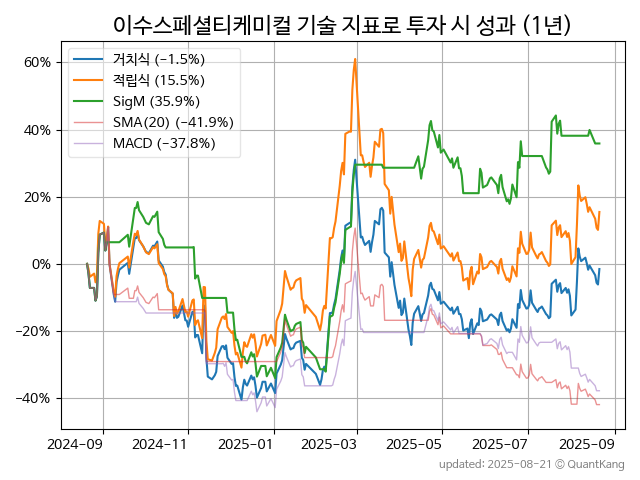 이수스페셜티케미컬 기술 지표로 투자 시 성과 (1년)
거치식 (−1.5%)
적립식 (15.5%)
SigM (35.9%)
SMA(20) (−41.9%)
MACD (−37.8%)
60%
40%
20%
0%
−20%
−40%
2024-09 2024-11 2025-01 2025-03 2025-05 2025-07 2025-09
updated: 2025-08-21 © QuantKang